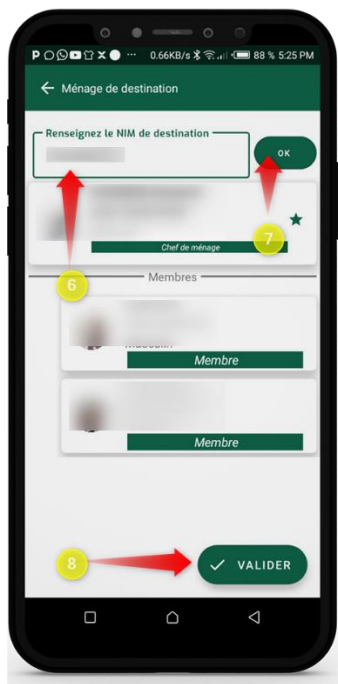 0.66KB/s 88 % 5:25 PM
Ménage de destination
Renseignez le NIM de destination
OK
7
Chef de ménage
6
Membres
Membre
Membre
8
VALIDER